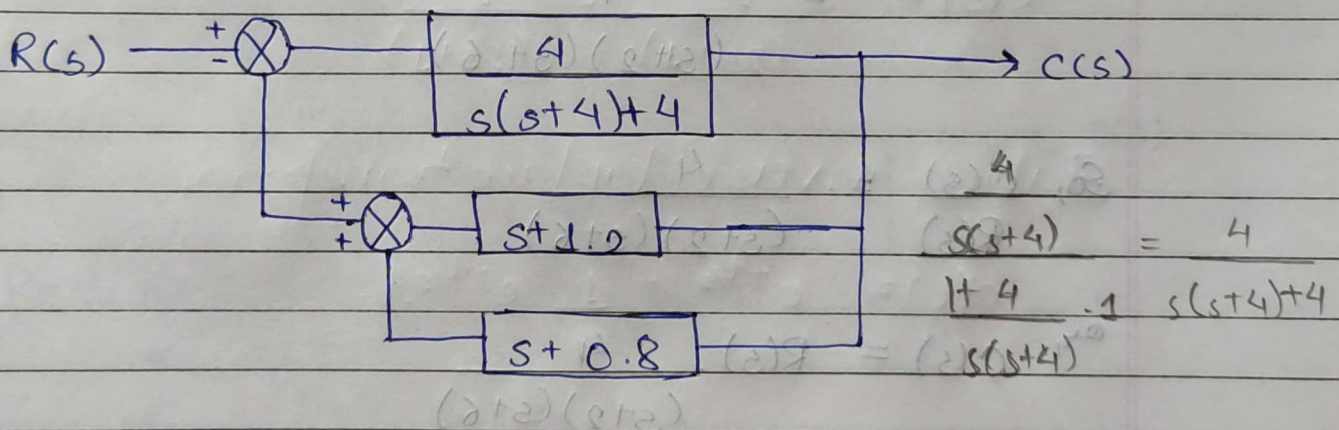 R(s) + - 4 / s(s+4)+4 C(s)
+ + s+1.2
s+ 0.8
4 / s(s+4) / 1+ 4 / s(s+4) .1 = 4 / s(s+4)+4